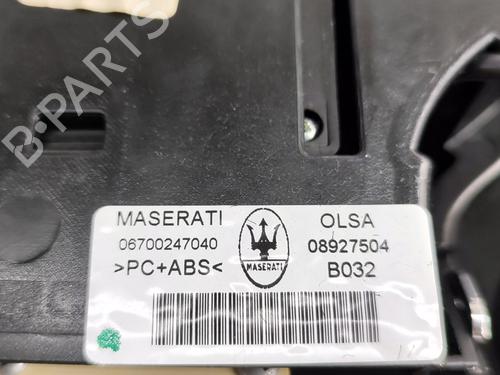 B-PARTS
MASERATI OLSA
06700247040 08927504
>PC+ABS< MASERATI B032